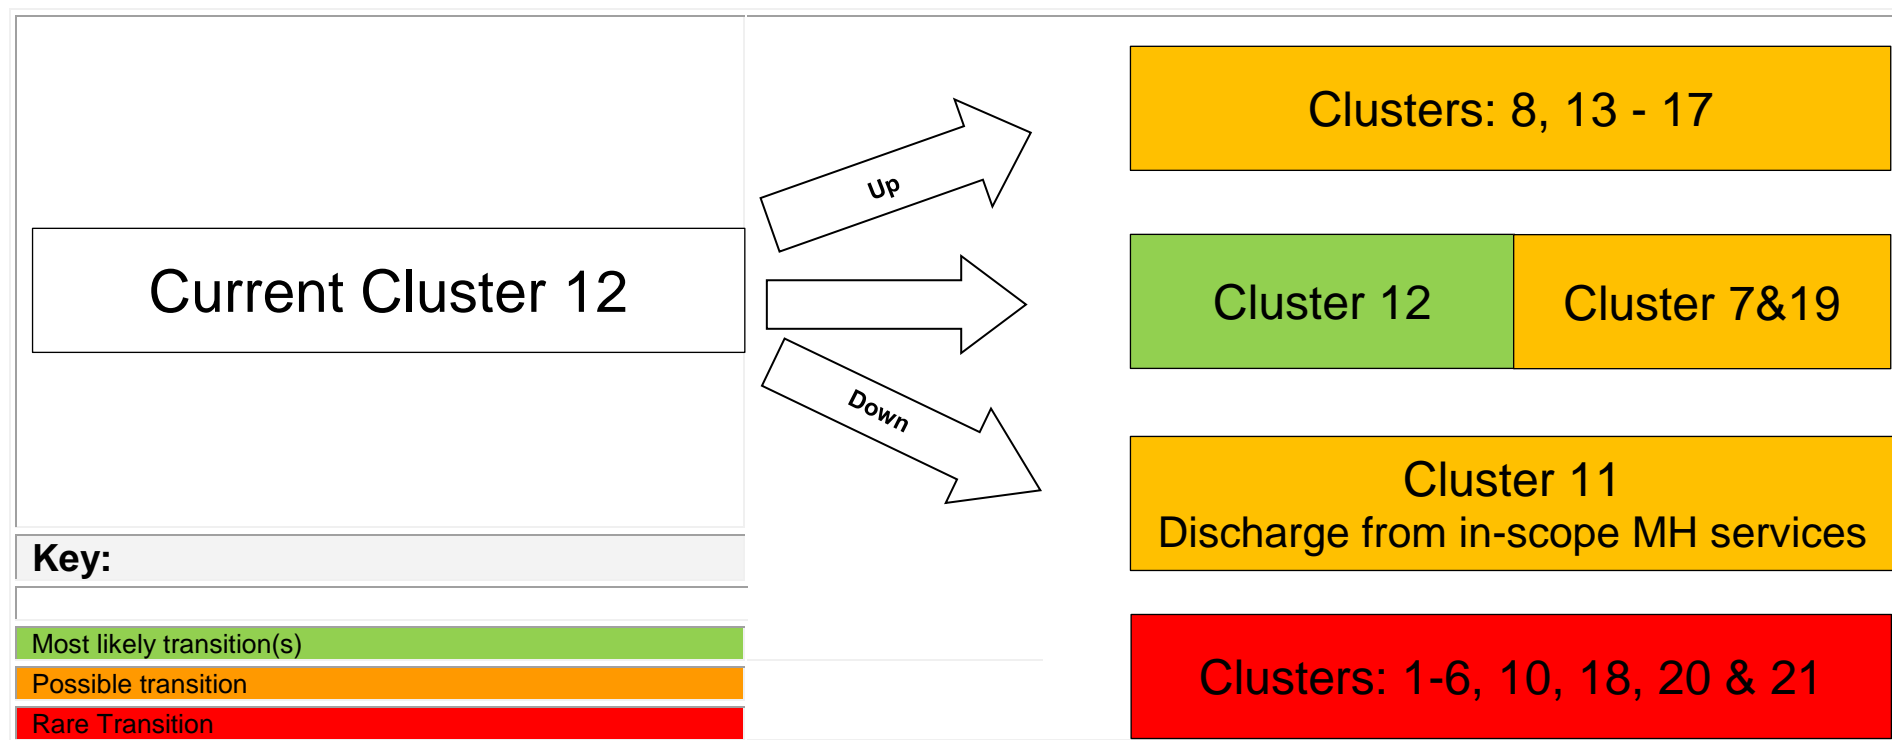 Clusters: 8, 13 - 17
Up
Current Cluster 12
Cluster 12
Cluster 7&19
Down
Cluster 11
Discharge from in-scope MH services
Key:
Most likely transition(s)
Possible transition
Rare Transition
Clusters: 1-6, 10, 18, 20 & 21